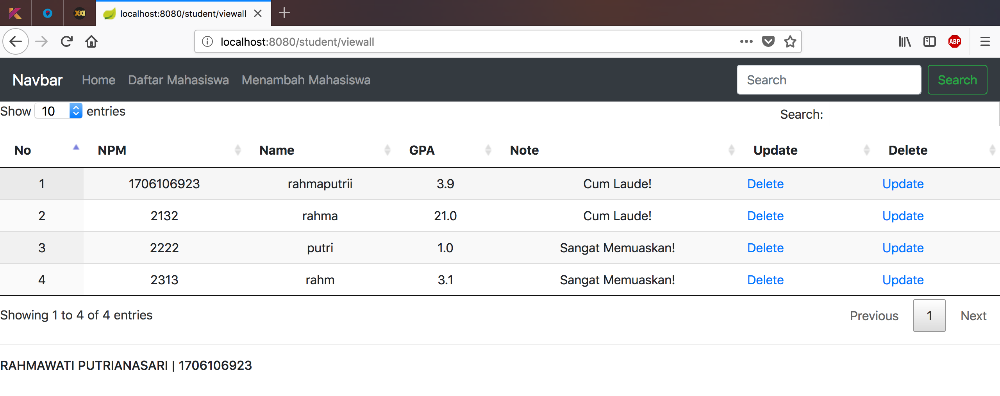 XXI localhost:8080/student/viewall
localhost:8080/student/viewall ABP
Navbar Home Daftar Mahasiswa Menambah Mahasiswa Search Search
Show 10 entries Search:
No NPM Name GPA Note Update Delete
1 1706106923 rahmaputrii 3.9 Cum Laude! Delete Update
2 2132 rahma 21.0 Cum Laude! Delete Update
3 2222 putri 1.0 Sangat Memuaskan! Delete Update
4 2313 rahm 3.1 Sangat Memuaskan! Delete Update
Showing 1 to 4 of 4 entries Previous 1 Next
RAHMAWATI PUTRIANASARI | 1706106923